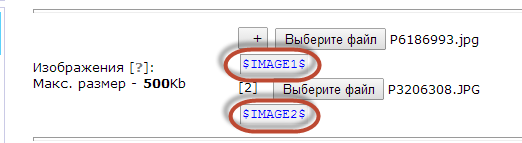 + Выберите файл P6186993.jpg
$IMAGE1$
Изображения [?]:
Макс. размер - 500Kb
[2] Выберите файл P3206308.JPG
$IMAGE2$